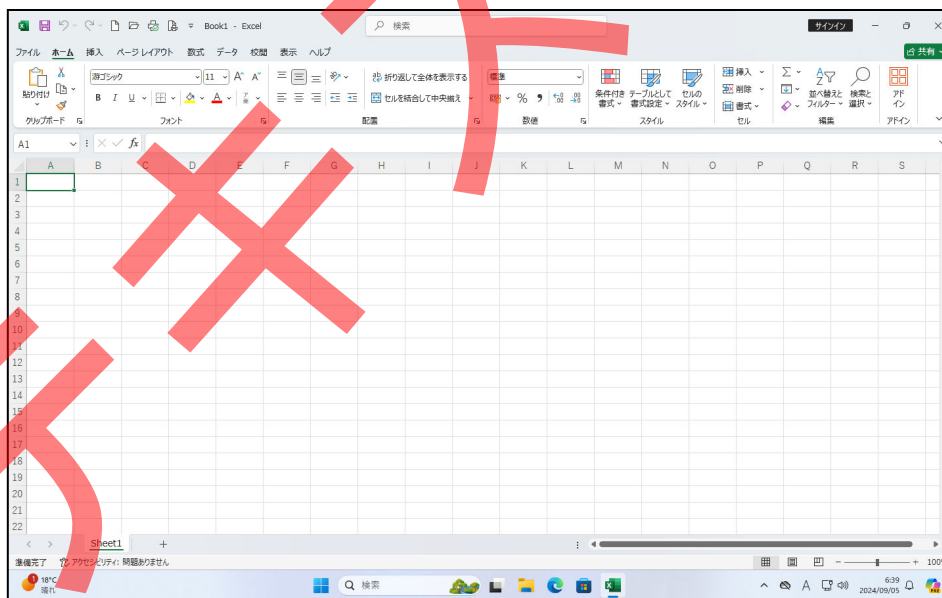 Book1 - Excel
検索
サインイン
ファイル ホーム 挿入 ページ レイアウト 数式 データ 校閲 表示 ヘルプ
共有
貼り付け
游ゴシック 11
B I U
折り返して全体を表示する
セルを結合して中央揃え
標準
条件付き書式
テーブルとして書式設定
セルのスタイル
挿入
削除
書式
並べ替えとフィルター
検索と選択
アドイン
クリップボード フォント 配置 数値 スタイル セル 編集 アドイン
A1 fx
A B C D E F G H I J K L M N O P Q R S
1
2
3
4
5
6
7
8
9
10
11
12
13
14
15
16
17
18
19
20
21
22
Sheet1 +
準備完了 アクセシビリティ: 問題ありません 100%
1 18°C
晴れ
検索
A
6:39
2024/09/05